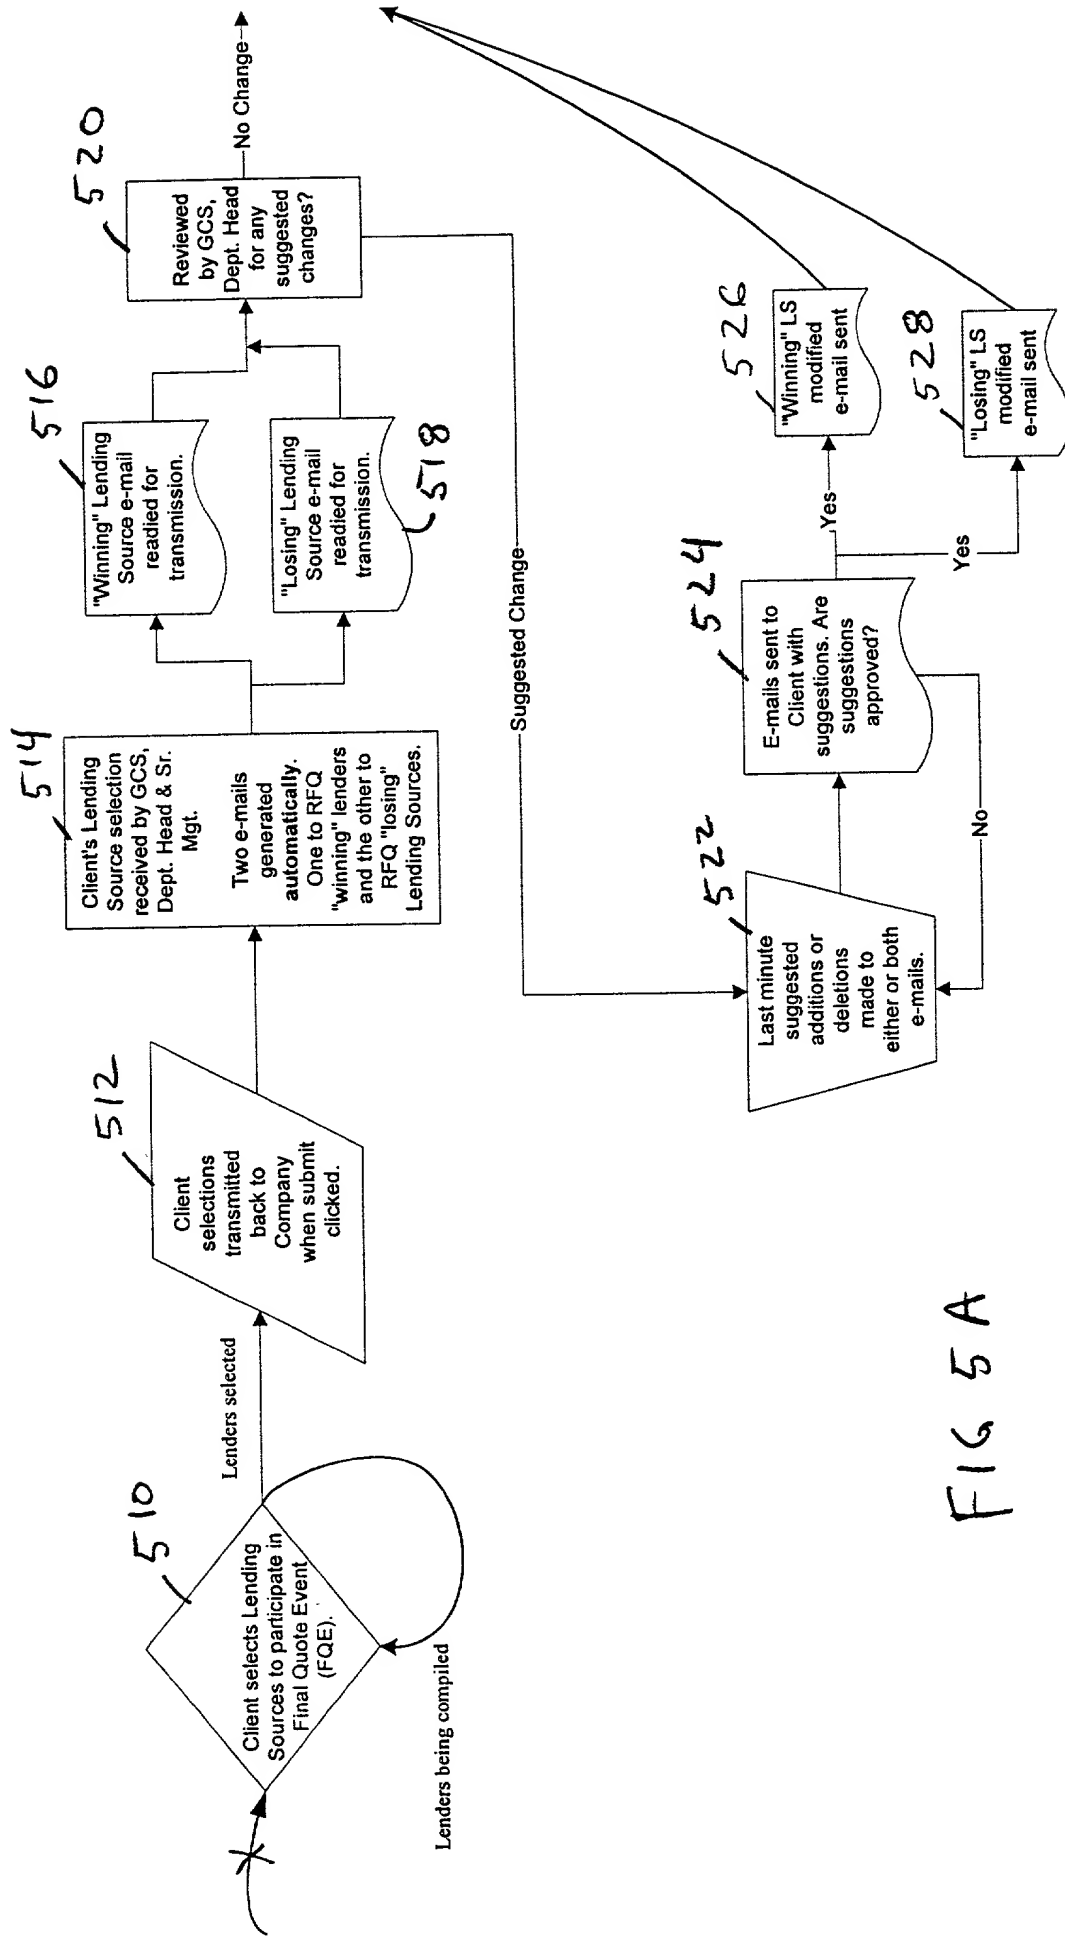 510
Client selects Lending
Sources to participate in
Final Quote Event
(FQE).
Lenders being compiled
Lenders selected
512
Client
selections
transmitted
back to
Company
when submit
clicked.
514
Client's Lending
Source selection
received by GCS,
Dept. Head & Sr.
Mgt.
Two e-mails
generated
automatically.
One to RFQ
"winning" lenders
and the other to
RFQ "losing"
Lending Sources.
516
"Winning" Lending
Source e-mail
readied for
transmission.
"Losing" Lending
Source e-mail
readied for
transmission.
518
520
Reviewed
by GCS,
Dept. Head
for any
suggested
changes?
No Change
Suggested Change
522
Last minute
suggested
additions or
deletions
made to
either or both
e-mails.
524
E-mails sent to
Client with
suggestions. Are
suggestions
approved?
No
Yes
Yes
526
"Winning" LS
modified
e-mail sent
528
"Losing" LS
modified
e-mail sent
FIG 5 A